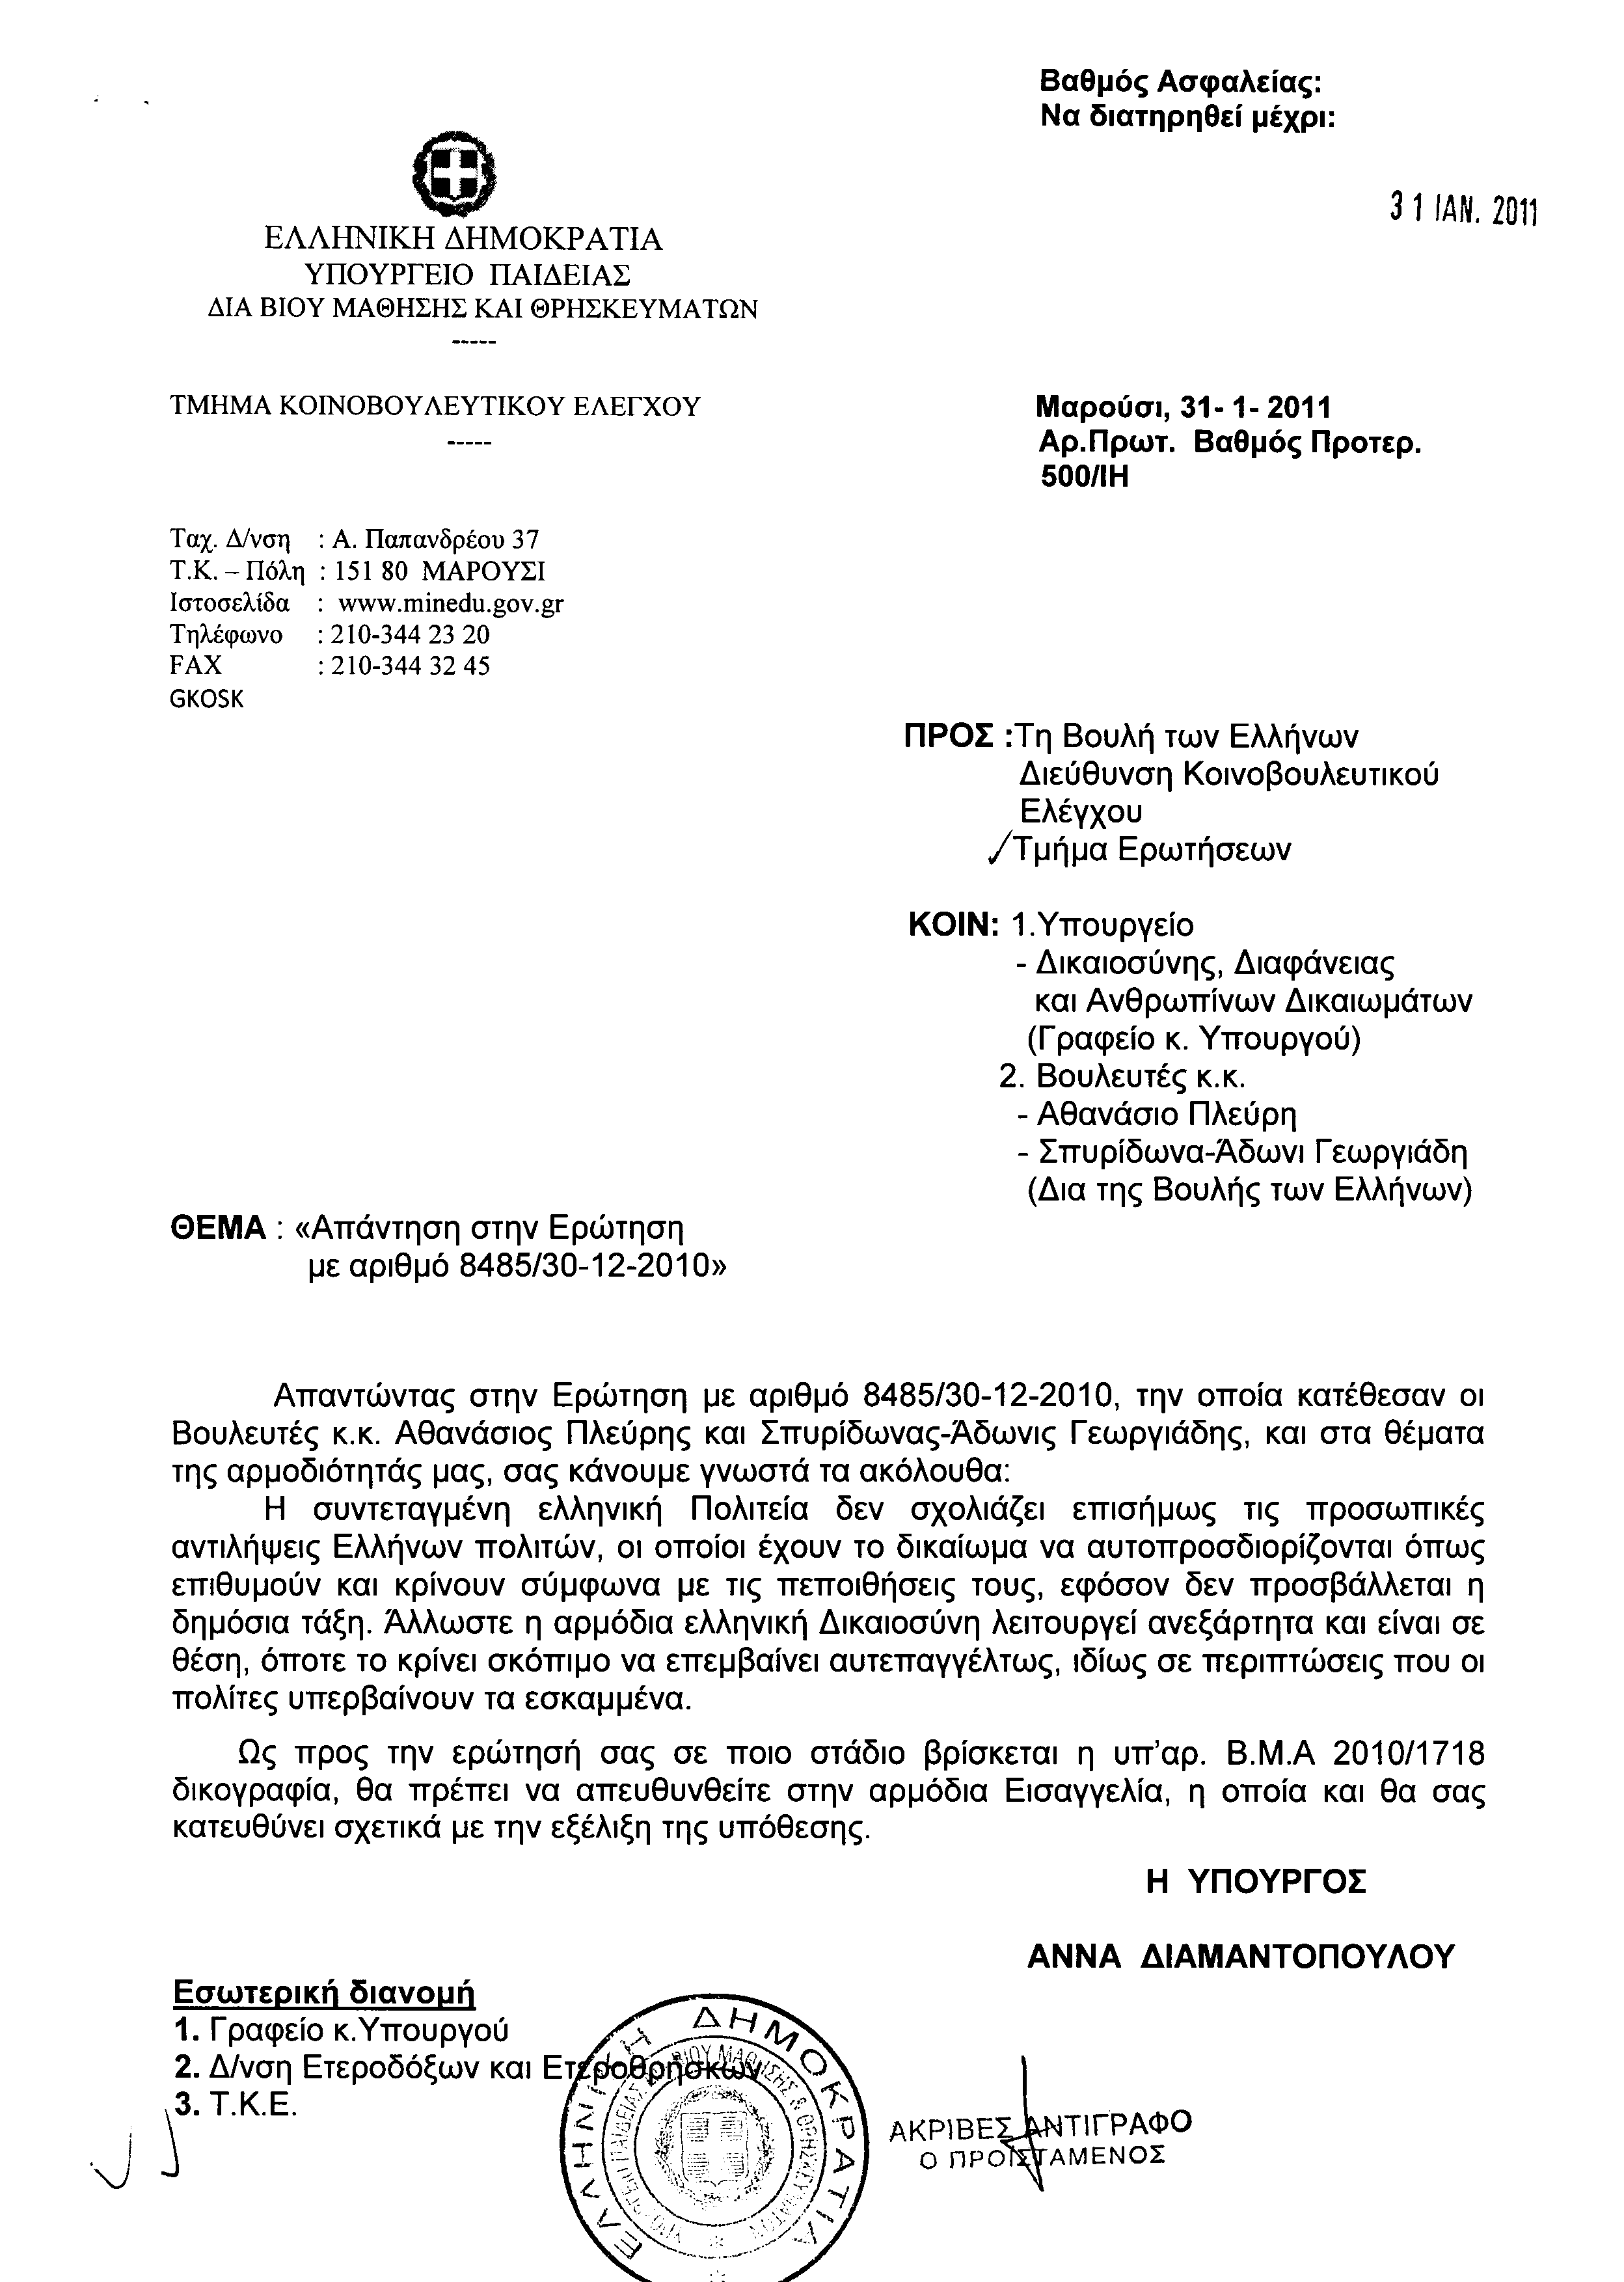 Βαθμός Ασφαλείας:
Να διατηρηθεί μέχρι:
31 ΙΑΝ. 2011
ΕΛΛΗΝΙΚΗ ΔΗΜΟΚΡΑΤΙΑ
ΥΠΟΥΡΓΕΙΟ ΠΑΙΔΕΙΑΣ
ΔΙΑ ΒΙΟΥ ΜΑΘΗΣΗΣ ΚΑΙ ΘΡΗΣΚΕΥΜΑΤΩΝ
-----
ΤΜΗΜΑ ΚΟΙΝΟΒΟΥΛΕΥΤΙΚΟΥ ΕΛΕΓΧΟΥ
-----
Μαρούσι, 31- 1- 2011
Αρ.Πρωτ. Βαθμός Προτερ.
500/ΙΗ
Ταχ. Δ/νση : Α. Παπανδρέου 37
Τ.Κ. – Πόλη : 151 80 ΜΑΡΟΥΣΙ
Ιστοσελίδα : www.minedu.gov.gr
Τηλέφωνο : 210-344 23 20
FAX : 210-344 32 45
GKOSK
ΠΡΟΣ :Τη Βουλή των Ελλήνων
Διεύθυνση Κοινοβουλευτικού
Ελέγχου
Τμήμα Ερωτήσεων
ΚΟΙΝ: 1.Υπουργείο
- Δικαιοσύνης, Διαφάνειας
και Ανθρωπίνων Δικαιωμάτων
(Γραφείο κ. Υπουργού)
2. Βουλευτές κ.κ.
- Αθανάσιο Πλεύρη
- Σπυρίδωνα-Άδωνι Γεωργιάδη
(Δια της Βουλής των Ελλήνων)
ΘΕΜΑ : «Απάντηση στην Ερώτηση
με αριθμό 8485/30-12-2010»
Απαντώντας στην Ερώτηση με αριθμό 8485/30-12-2010, την οποία κατέθεσαν οι
Βουλευτές κ.κ. Αθανάσιος Πλεύρης και Σπυρίδωνας-Άδωνις Γεωργιάδης, και στα θέματα
της αρμοδιότητάς μας, σας κάνουμε γνωστά τα ακόλουθα:
Η συντεταγμένη ελληνική Πολιτεία δεν σχολιάζει επισήμως τις προσωπικές
αντιλήψεις Ελλήνων πολιτών, οι οποίοι έχουν το δικαίωμα να αυτοπροσδιορίζονται όπως
επιθυμούν και κρίνουν σύμφωνα με τις πεποιθήσεις τους, εφόσον δεν προσβάλλεται η
δημόσια τάξη. Άλλωστε η αρμόδια ελληνική Δικαιοσύνη λειτουργεί ανεξάρτητα και είναι σε
θέση, όποτε το κρίνει σκόπιμο να επεμβαίνει αυτεπαγγέλτως, ιδίως σε περιπτώσεις που οι
πολίτες υπερβαίνουν τα εσκαμμένα.
Ως προς την ερώτησή σας σε ποιο στάδιο βρίσκεται η υπ’αρ. Β.Μ.Α 2010/1718
δικογραφία, θα πρέπει να απευθυνθείτε στην αρμόδια Εισαγγελία, η οποία και θα σας
κατευθύνει σχετικά με την εξέλιξη της υπόθεσης.
Η ΥΠΟΥΡΓΟΣ
ΑΝΝΑ ΔΙΑΜΑΝΤΟΠΟΥΛΟΥ
Εσωτερική διανομή
1. Γραφείο κ.Υπουργού
2. Δ/νση Ετεροδόξων και Ετεροθρήσκων
3. Τ.Κ.Ε.
ΕΛΛΗΝΙΚΗ ΔΗΜΟΚΡΑΤΙΑ
ΑΚΡΙΒΕΣ ΑΝΤΙΓΡΑΦΟ
Ο ΠΡΟΪΣΤΑΜΕΝΟΣ